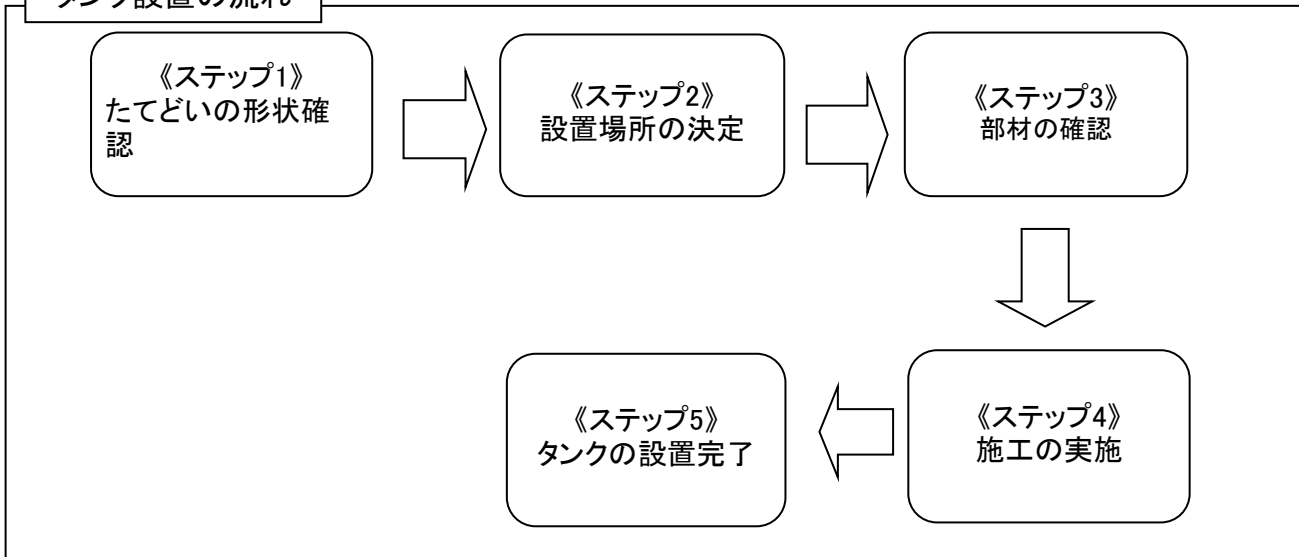 タンク設置の流れ
《ステップ1》
たてどいの形状確
認
《ステップ2》
設置場所の決定
《ステップ3》
部材の確認
《ステップ4》
施工の実施
《ステップ5》
タンクの設置完了